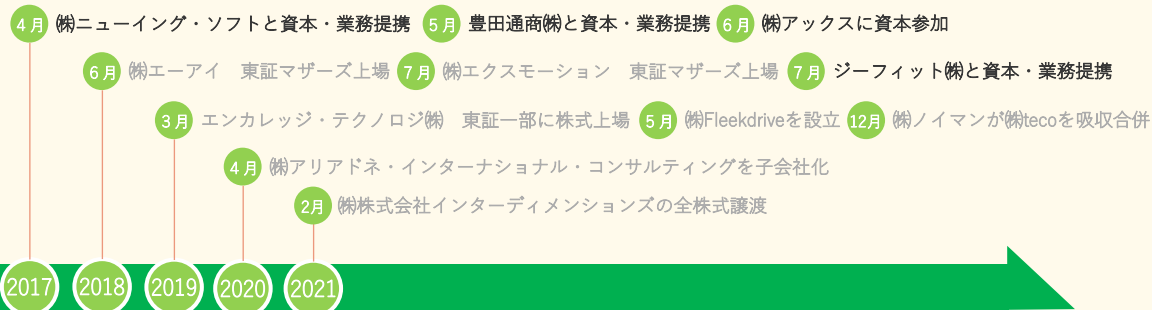 4月 ㈱ニューイング・ソフトと資本・業務提携 5月 豊田通商㈱と資本・業務提携 6月 ㈱アックスに資本参加
6月 ㈱エーアイ　東証マザーズ上場 7月 ㈱エクスモーション　東証マザーズ上場 7月 ジーフィット㈱と資本・業務提携
3月 エンカレッジ・テクノロジ㈱　東証一部に株式上場 5月 ㈱Fleekdriveを設立 12月 ㈱ノイマンが㈱tecoを吸収合併
4月 ㈱アリアドネ・インターナショナル・コンサルティングを子会社化
2月 ㈱株式会社インターディメンションズの全株式譲渡
2017 2018 2019 2020 2021